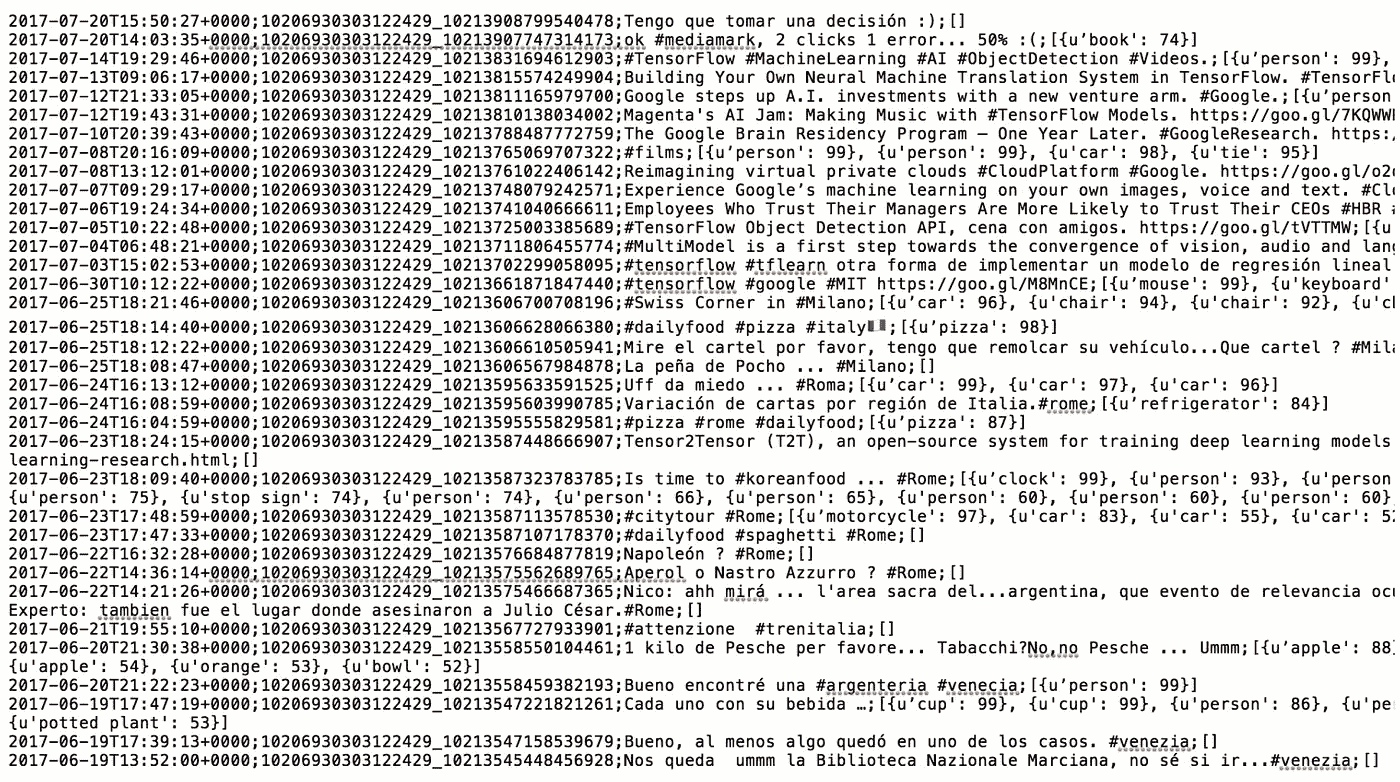 2017-07-20T15:50:27+0000;10206930303122429_10213908799540478;Tengo que tomar una decisión :);[]
2017-07-20T14:03:35+0000;10206930303122429_10213907747314173;ok #mediamark, 2 clicks 1 error... 50% :(;[{u’book': 74}]
2017-07-14T19:29:46+0000;10206930303122429_10213831694612903;#TensorFlow #MachineLearning #AI #ObjectDetection #Videos.;[{u’person': 99},
2017-07-13T09:06:17+0000;10206930303122429_10213815574249904;Building Your Own Neural Machine Translation System in TensorFlow. #TensorFlo
2017-07-12T21:33:05+0000;10206930303122429_10213811165979700;Google steps up A.I. investments with a new venture arm. #Google.;[{u’person
2017-07-12T19:43:31+0000;10206930303122429_10213810138034002;Magenta's AI Jam: Making Music with #TensorFlow Models. https://goo.gl/7KQWW
2017-07-10T20:39:43+0000;10206930303122429_10213788487772759;The Google Brain Residency Program — One Year Later. #GoogleResearch. https:
2017-07-08T20:16:09+0000;10206930303122429_10213765069707322;#films;[{u’person': 99}, {u'person': 99}, {u'car': 98}, {u'tie': 95}]
2017-07-08T13:12:01+0000;10206930303122429_10213761022406142;Reimagining virtual private clouds #CloudPlatform #Google. https://goo.gl/o2c
2017-07-07T09:29:17+0000;10206930303122429_10213748079242571;Experience Google’s machine learning on your own images, voice and text. #Clo
2017-07-06T19:24:34+0000;10206930303122429_10213741040666611;Employees Who Trust Their Managers Are More Likely to Trust Their CEOs #HBR #
2017-07-05T10:22:48+0000;10206930303122429_10213725003385689;#TensorFlow Object Detection API, cena con amigos. https://goo.gl/tVTTMW;[{u
2017-07-04T06:48:21+0000;10206930303122429_10213711806455774;#MultiModel is a first step towards the convergence of vision, audio and lang
2017-07-03T15:02:53+0000;10206930303122429_10213702299058095;#tensorflow #tflearn otra forma de implementar un modelo de regresión lineal
2017-06-30T10:12:22+0000;10206930303122429_10213661871847440;#tensorflow #google #MIT https://goo.gl/M8MnCE;[{u’mouse': 99}, {u'keyboard'
2017-06-25T18:21:46+0000;10206930303122429_10213606700708196;#Swiss Corner in #Milano;[{u’car': 96}, {u'chair': 94}, {u'chair': 92}, {u'ch
2017-06-25T18:14:40+0000;10206930303122429_10213606628066380;#dailyfood #pizza #italy🇮🇹;[{u’pizza': 98}]
2017-06-25T18:12:22+0000;10206930303122429_10213606610505941;Mire el cartel por favor, tengo que remolcar su vehículo...Que cartel ? #Mila
2017-06-25T18:08:47+0000;10206930303122429_10213606567984878;La peña de Pocho ... #Milano;[]
2017-06-24T16:13:12+0000;10206930303122429_10213595633591525;Uff da miedo ... #Roma;[{u’car': 99}, {u'car': 97}, {u'car': 96}]
2017-06-24T16:08:59+0000;10206930303122429_10213595603990785;Variación de cartas por región de Italia.#rome;[{u’refrigerator': 84}]
2017-06-24T16:04:59+0000;10206930303122429_10213595555829581;#pizza #rome #dailyfood;[{u’pizza': 87}]
2017-06-23T18:24:15+0000;10206930303122429_10213587448666907;Tensor2Tensor (T2T), an open-source system for training deep learning models
learning-research.html;[]
2017-06-23T18:09:40+0000;10206930303122429_10213587323783785;Is time to #koreanfood ... #Rome;[{u’clock': 99}, {u'person': 93}, {u'person
{u'person': 75}, {u'stop sign': 74}, {u'person': 74}, {u'person': 66}, {u'person': 65}, {u'person': 60}, {u'person': 60}, {u'person': 60}
2017-06-23T17:48:59+0000;10206930303122429_10213587113578530;#citytour #Rome;[{u’motorcycle': 97}, {u'car': 83}, {u'car': 55}, {u'car': 52
2017-06-23T17:47:33+0000;10206930303122429_10213587107178370;#dailyfood #spaghetti #Rome;[]
2017-06-22T16:32:28+0000;10206930303122429_10213576684877819;Napoleón ? #Rome;[]
2017-06-22T14:36:14+0000;10206930303122429_10213575562689765;Aperol o Nastro Azzurro ? #Rome;[]
2017-06-22T14:21:26+0000;10206930303122429_10213575466687365;Nico: ahh mirá ... l'area sacra del...argentina, que evento de relevancia ocu
Experto: tambien fue el lugar donde asesinaron a Julio César.#Rome;[]
2017-06-21T19:55:10+0000;10206930303122429_10213567727933901;#attenzione  #trenitalia;[]
2017-06-20T21:30:38+0000;10206930303122429_10213558550104461;1 kilo de Pesche per favore... Tabacchi?No,no Pesche ... Ummm;[{u’apple': 88}
{u'apple': 54}, {u'orange': 53}, {u'bowl': 52}]
2017-06-20T21:22:23+0000;10206930303122429_10213558459382193;Bueno encontré una #argenteria #venecia;[{u’person': 99}]
2017-06-19T17:47:19+0000;10206930303122429_10213547221821261;Cada uno con su bebida …;[{u’cup': 99}, {u'cup': 99}, {u'person': 86}, {u'pe
{u'potted plant': 53}]
2017-06-19T17:39:13+0000;10206930303122429_10213547158539679;Bueno, al menos algo quedó en uno de los casos. #venezia;[]
2017-06-19T13:52:00+0000;10206930303122429_10213545448456928;Nos queda  ummm la Biblioteca Nazionale Marciana, no sé si ir...#venezia;[]